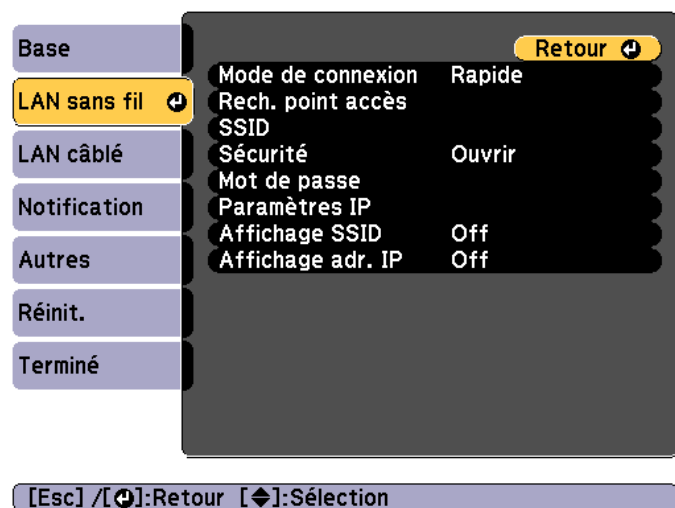 Base
LAN sans fil
LAN câblé
Notification
Autres
Réinit.
Terminé
Retour
Mode de connexion Rapide
Rech. point accès
SSID
Sécurité Ouvrir
Mot de passe
Paramètres IP
Affichage SSID Off
Affichage adr. IP Off
[Esc] /[⏎]:Retour [◆]:Sélection